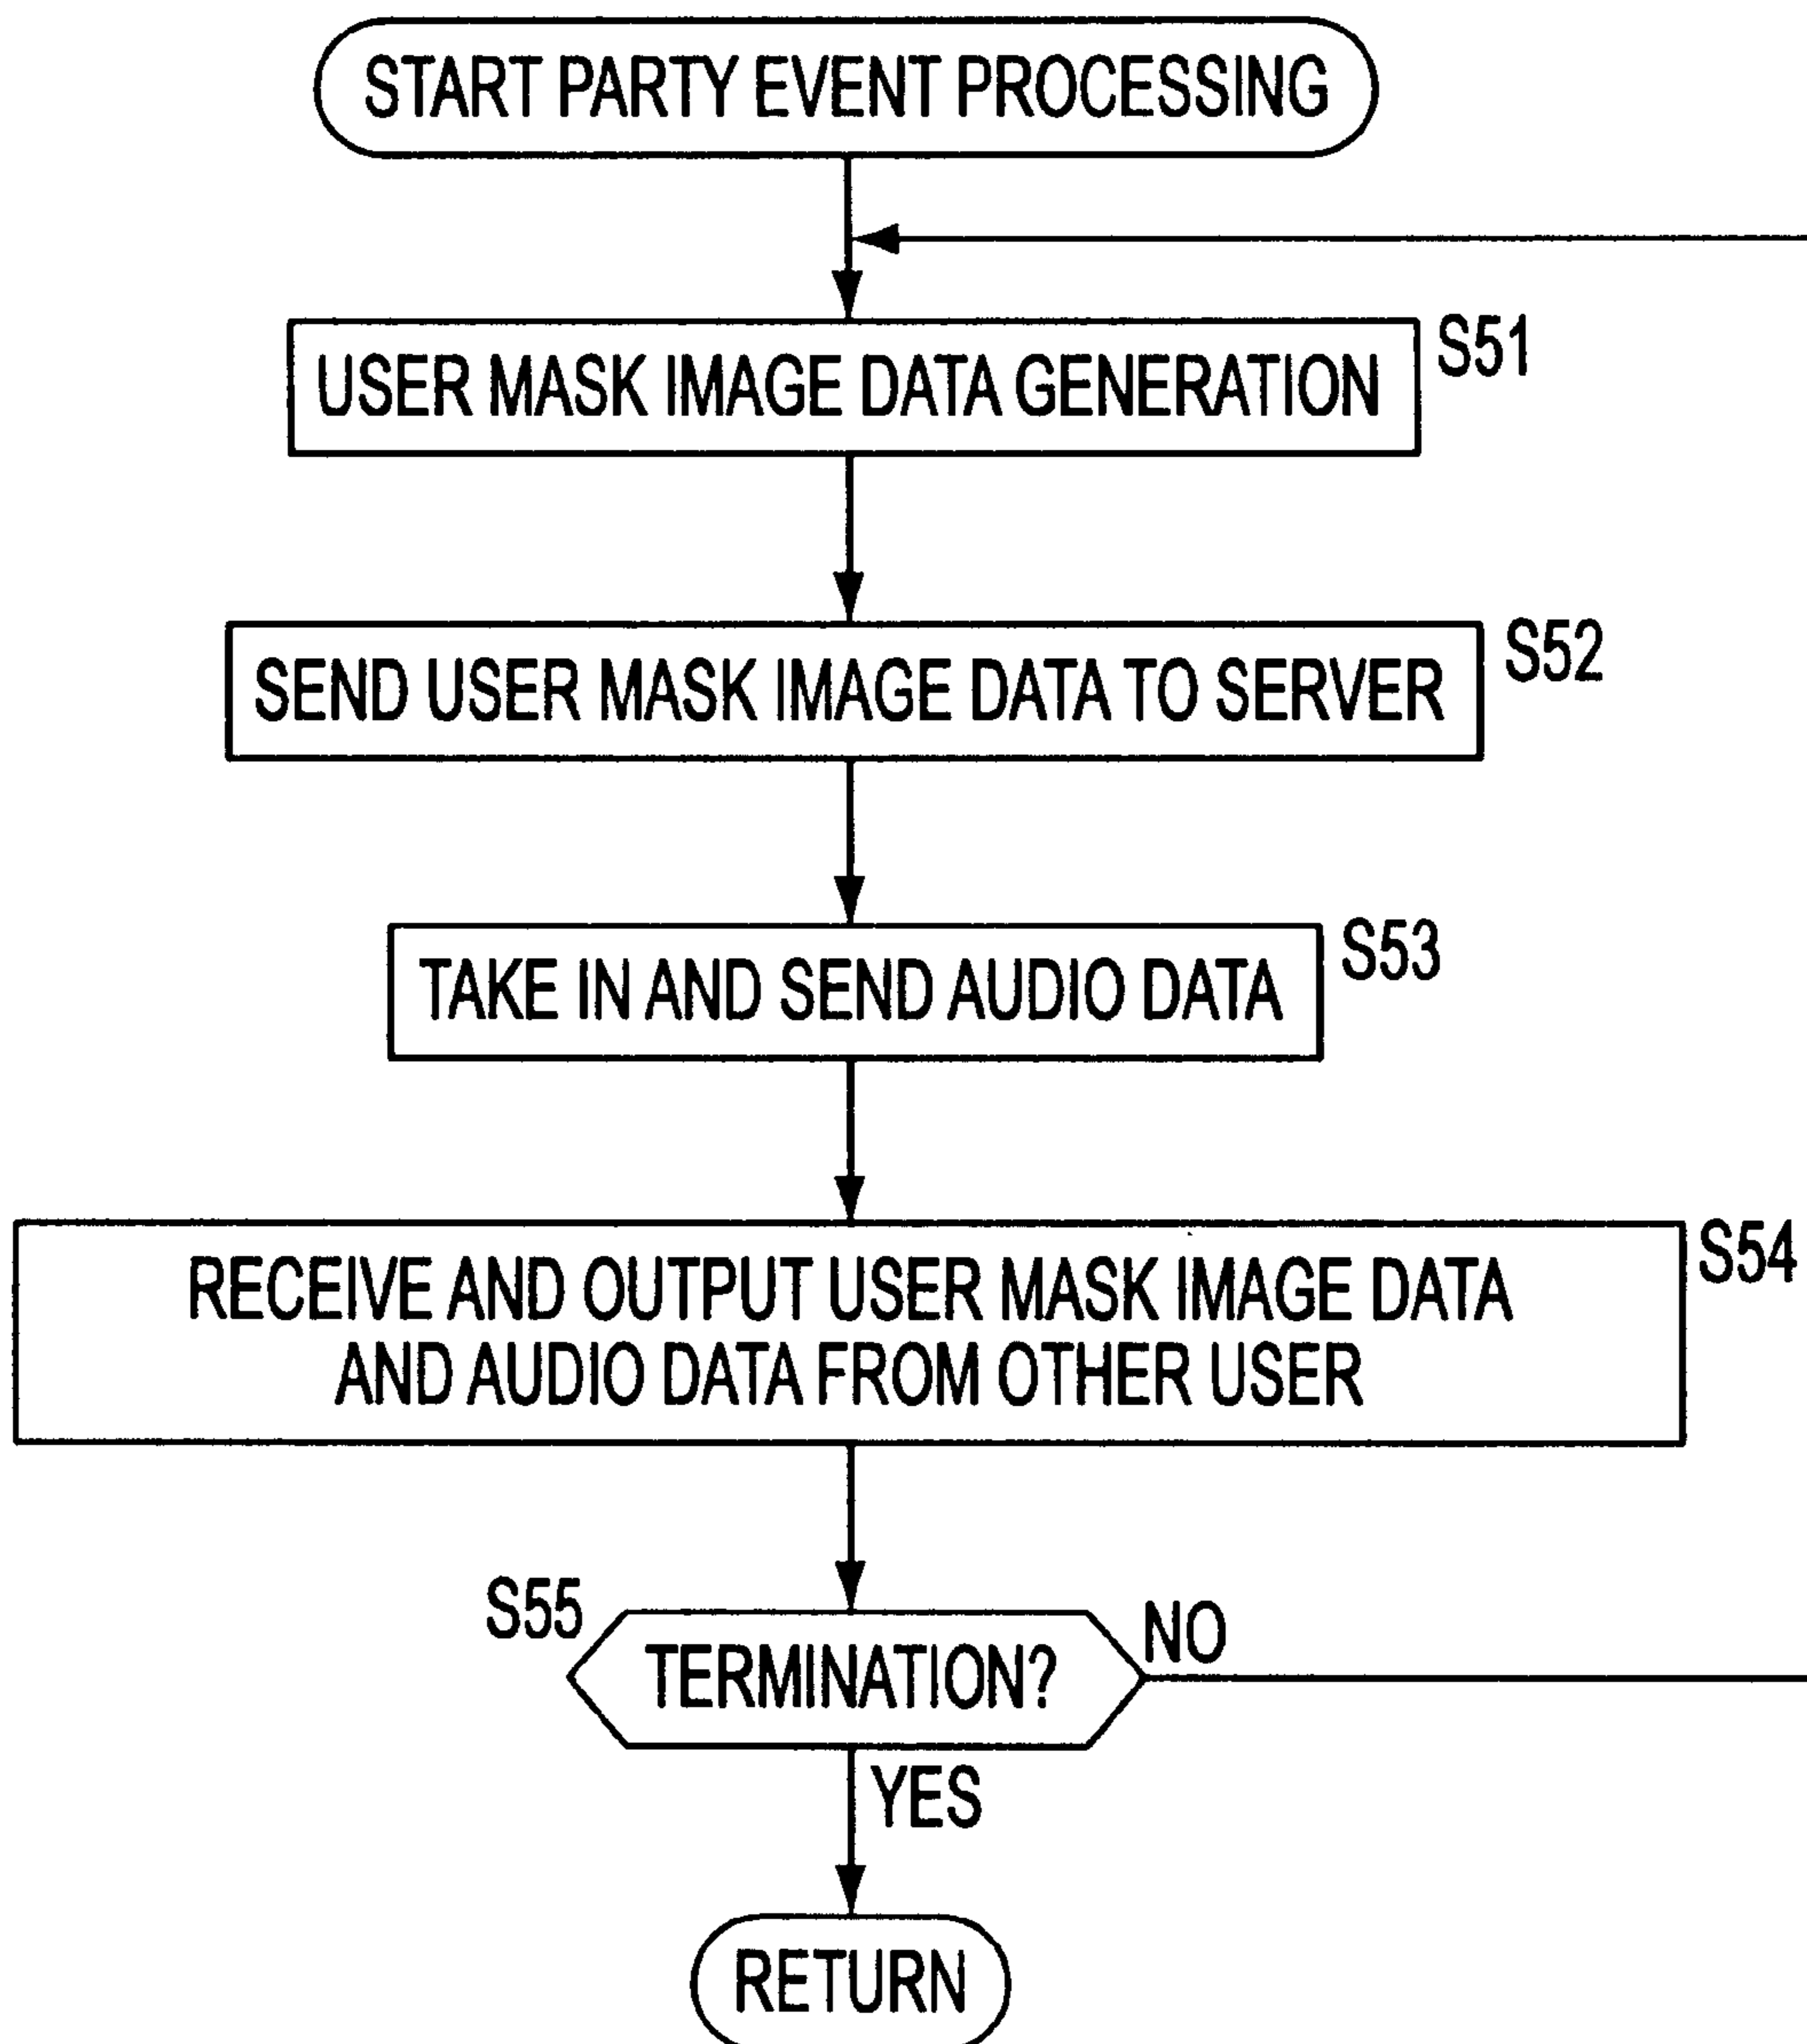 START PARTY EVENT PROCESSING
USER MASK IMAGE DATA GENERATION
S51
SEND USER MASK IMAGE DATA TO SERVER
S52
TAKE IN AND SEND AUDIO DATA
S53
RECEIVE AND OUTPUT USER MASK IMAGE DATA
AND AUDIO DATA FROM OTHER USER
S54
S55
TERMINATION?
NO
YES
RETURN